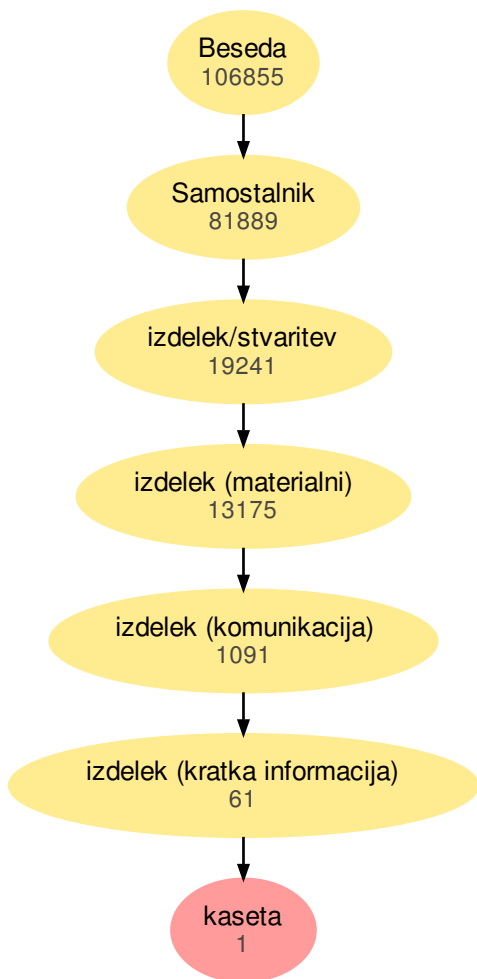 Beseda
106855
Samostalnik
81889
izdelek/stvaritev
19241
izdelek (materialni)
13175
izdelek (komunikacija)
1091
izdelek (kratka informacija)
61
kaseta
1